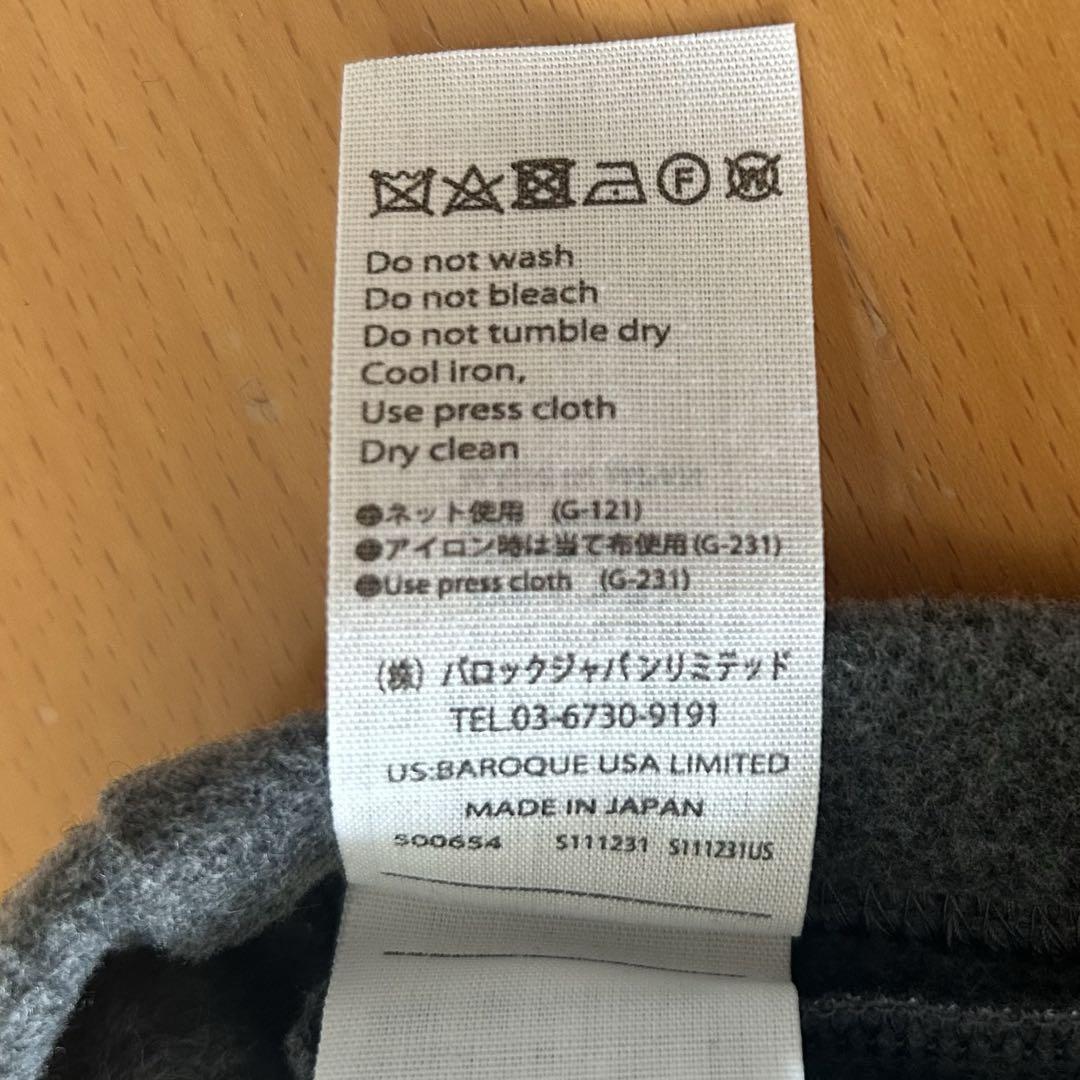 F W
Do not wash
Do not bleach
Do not tumble dry
Cool iron,
Use press cloth
Dry clean
●ネット使用 (G-121)
●アイロン時は当て布使用(G-231)
●Use press cloth (G-231)
(株) バロックジャパンリミテッド
TEL.03-6730-9191
US:BAROQUE USA LIMITED
MADE IN JAPAN
S00654 S111231 S111231US